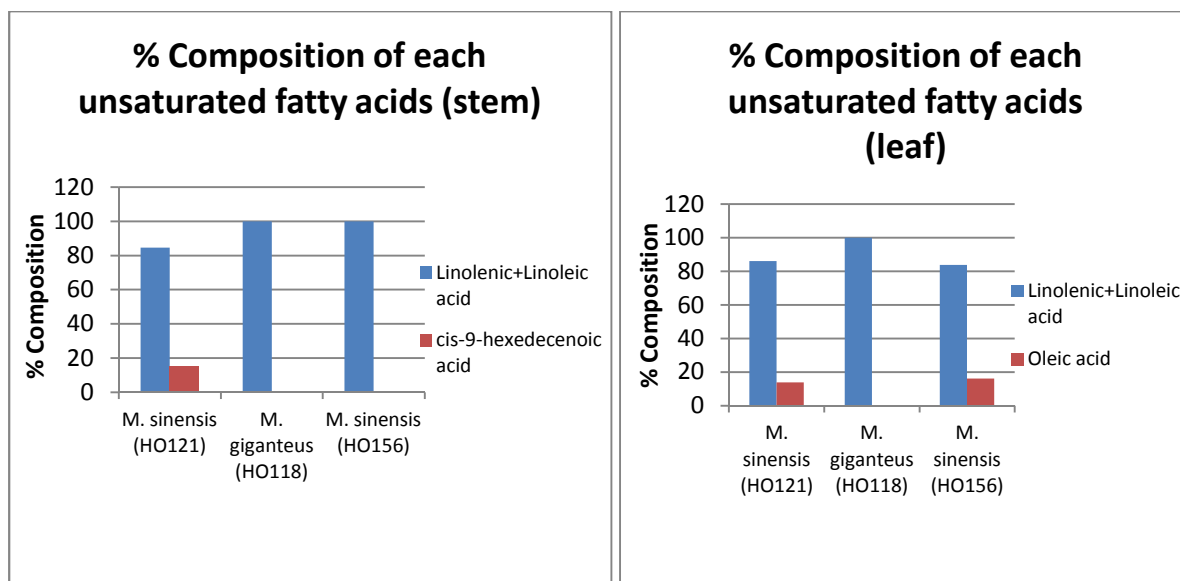 % Composition of each
unsaturated fatty acids (stem)
120
100
80
60
40
20
0
% Composition
M. sinensis
(HO121)
M.
giganteus
(HO118)
M. sinensis
(HO156)
Linolenic+Linoleic
acid
cis-9-hexedecenoic
acid
% Composition of each
unsaturated fatty acids
(leaf)
120
100
80
60
40
20
0
% Composition
M.
sinensis
(HO121)
M.
giganteus
(HO118)
M.
sinensis
(HO156)
Linolenic+Linoleic
acid
Oleic acid